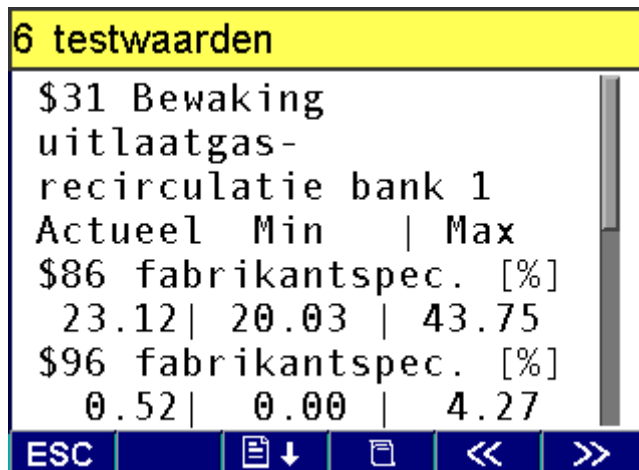 6 testwaarden
$31 Bewaking
uitlaatgas-
recirculatie bank 1
Actueel Min | Max
$86 fabrikantspec. [%]
23.12| 20.03 | 43.75
$96 fabrikantspec. [%]
0.52| 0.00 | 4.27
ESC << >>